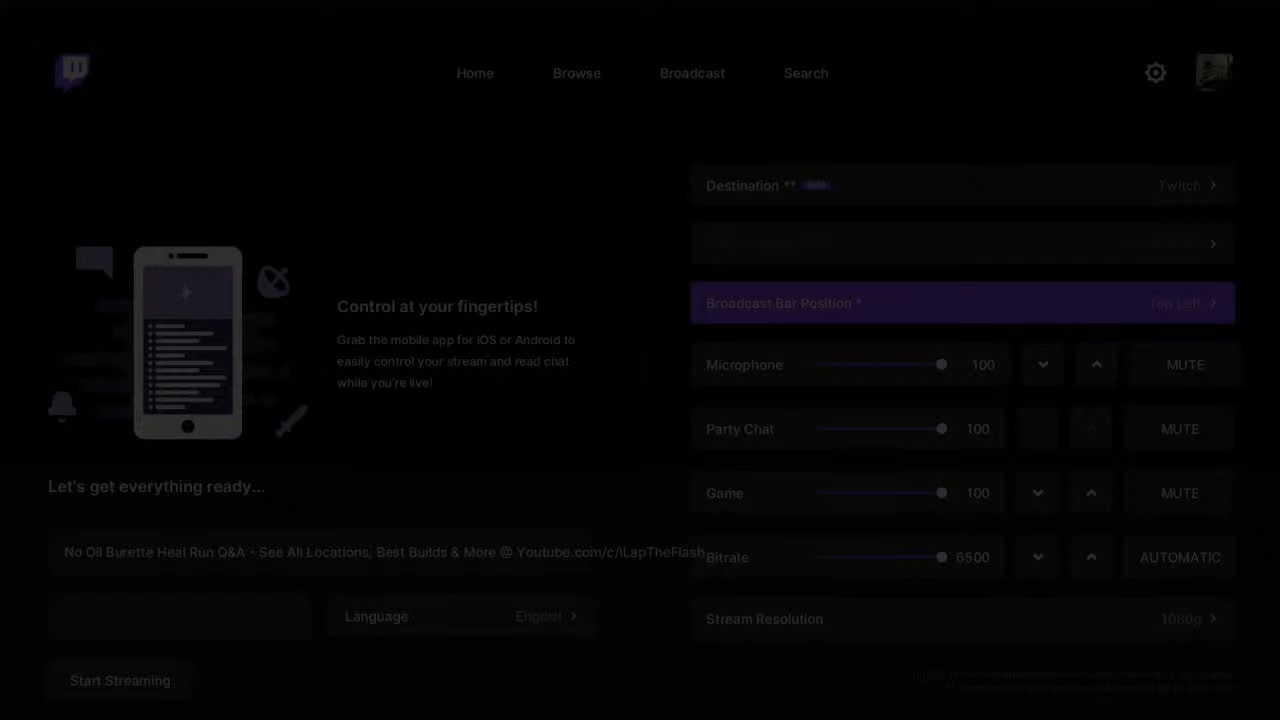 Home Browse Broadcast Search
Destination ** Beta Twitch
Broadcast Bar Position * Top Left
Control at your fingertips!
Grab the mobile app for iOS or Android to
easily control your stream and read chat
while you're live!
Microphone 100 MUTE
Party Chat 100 MUTE
Let's get everything ready...
Game 100 MUTE
No Oil Burette Heal Run Q&A - See All Locations, Best Builds & More @ Youtube.com/c/iLapTheFlash
Bitrate 6500 AUTOMATIC
Language English
Stream Resolution 1080p
Start Streaming